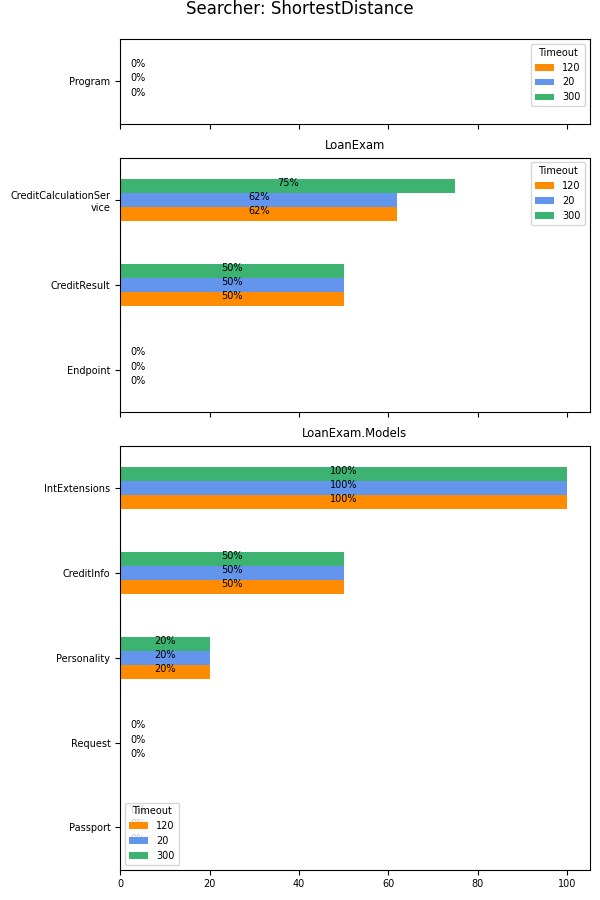 Searcher: ShortestDistance
Program
0%
0%
0%
Timeout
120
20
300
LoanExam
CreditCalculationSer
vice
75%
62%
62%
Timeout
120
20
300
CreditResult
50%
50%
50%
Endpoint
0%
0%
0%
LoanExam.Models
IntExtensions
100%
100%
100%
CreditInfo
50%
50%
50%
Personality
20%
20%
20%
Request
0%
0%
0%
Passport
Timeout
120
20
300
0 20 40 60 80 100